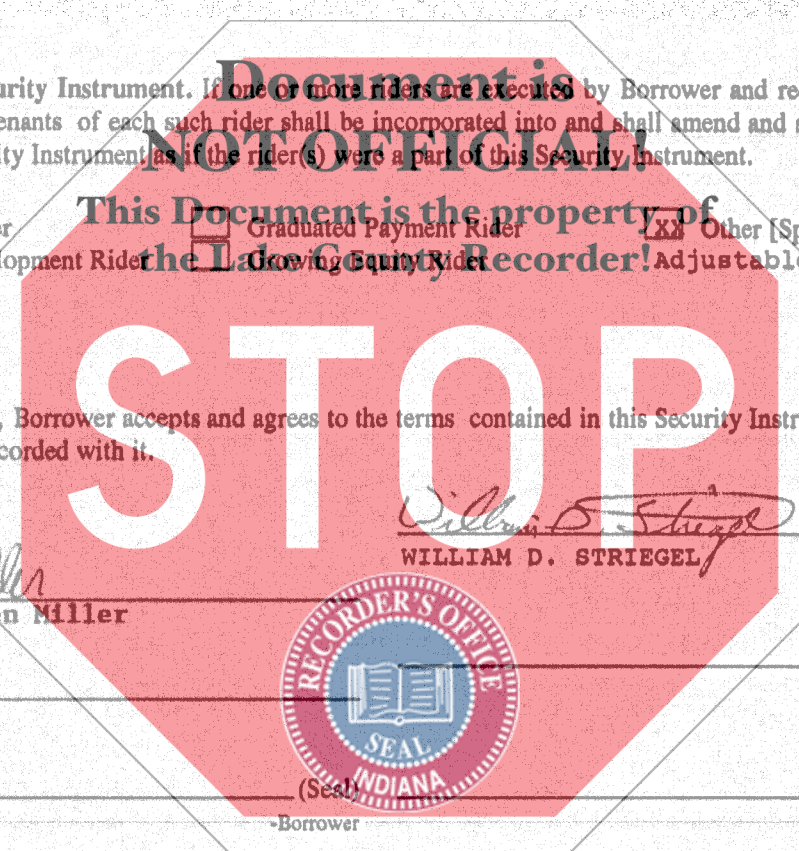 Document is
urity Instrument. If one or more riders are executed by Borrower and re
enants of each such rider shall be incorporated into and shall amend and
NOT OFFICIAL!
ity Instrument as if the rider(s) were a part of this Security Instrument.
This Document is the property of
er Graduated Payment Rider XX Other [Sp
the Lake County Recorder!
lopment Rider Growing Equity Rider Adjustable
STOP
, Borrower accepts and agrees to the terms contained in this Security Instr
corded with it.
William D. Striegel
WILLIAM D. STRIEGEL
n Miller
RECORDER'S OFFICE
SEAL
INDIANA
(Seal)
-Borrower